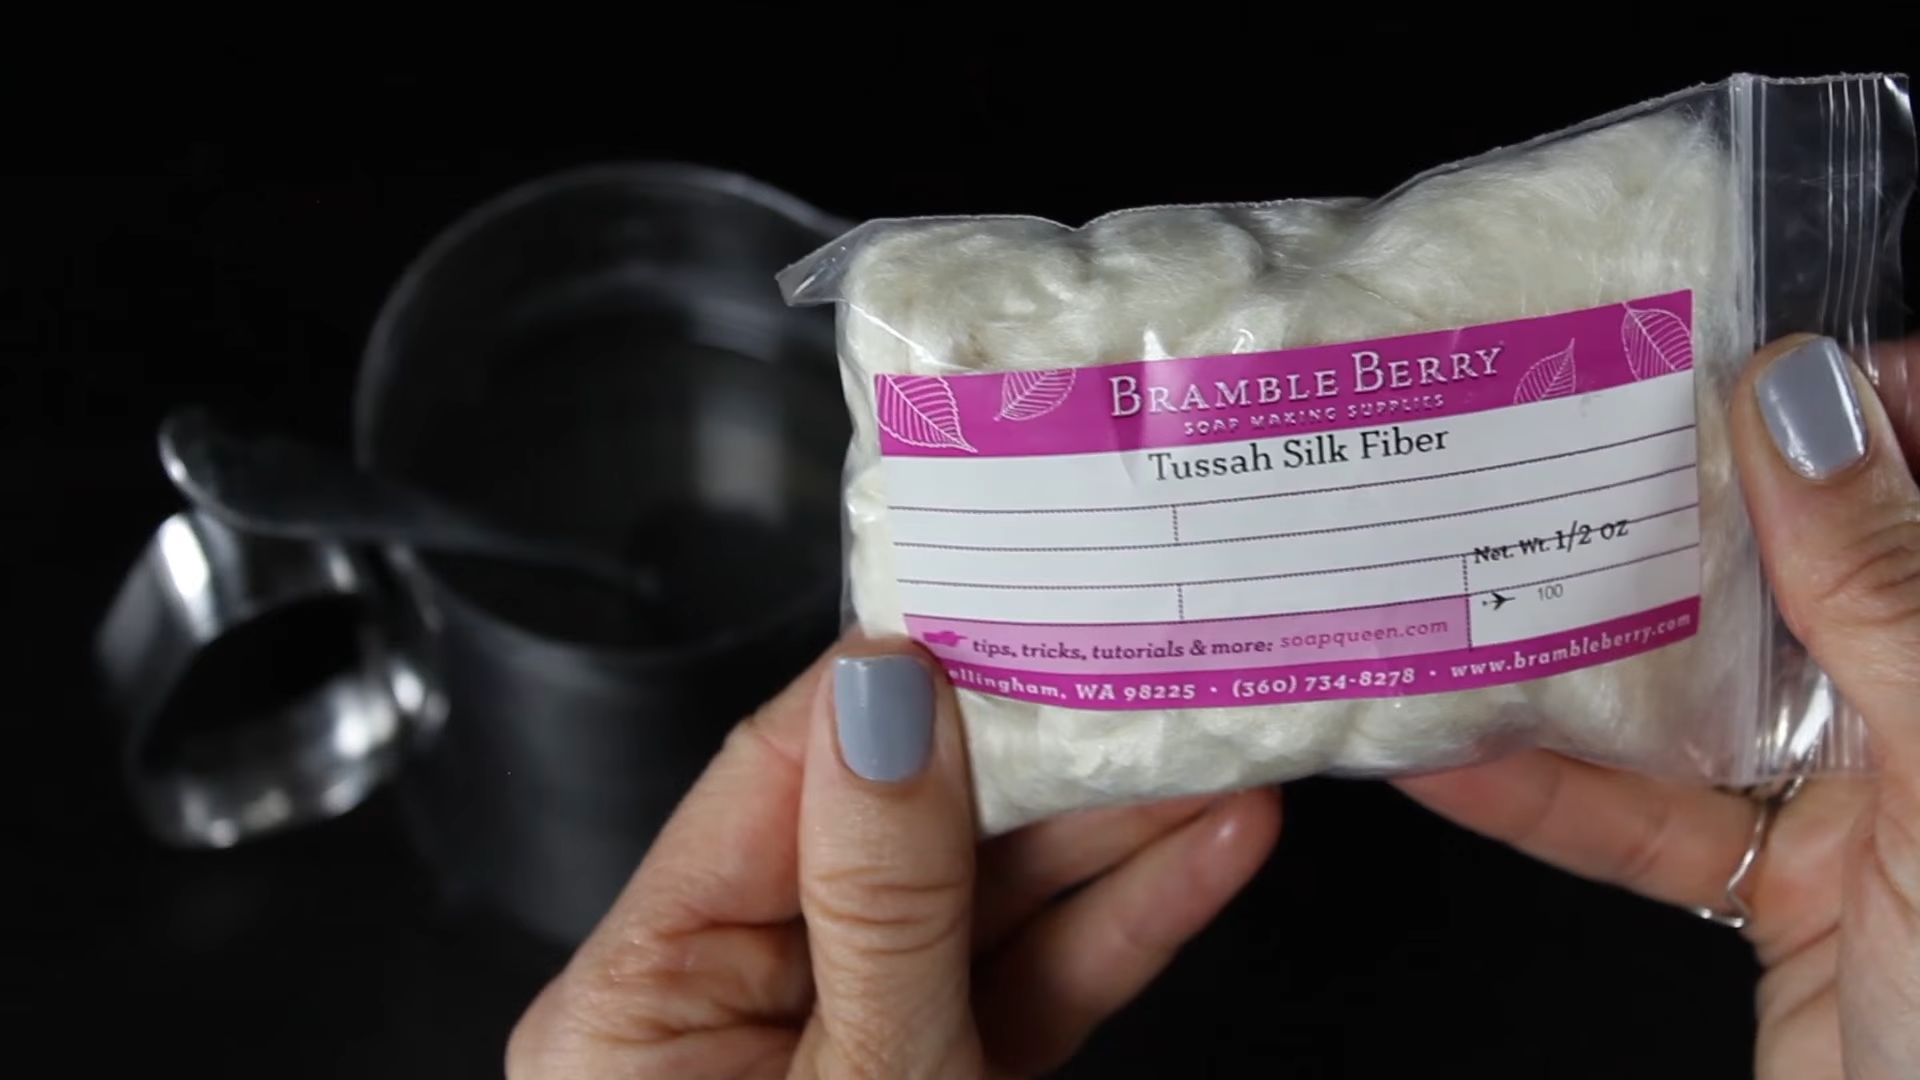 BRAMBLE BERRY
SOAP MAKING SUPPLIES
Tussah Silk Fiber
Net. Wt. 1/2 oz
100
tips, tricks, tutorials & more: soapqueen.com
ellingham, WA 98225 • (360) 734-8278 • www.brambleberry.com